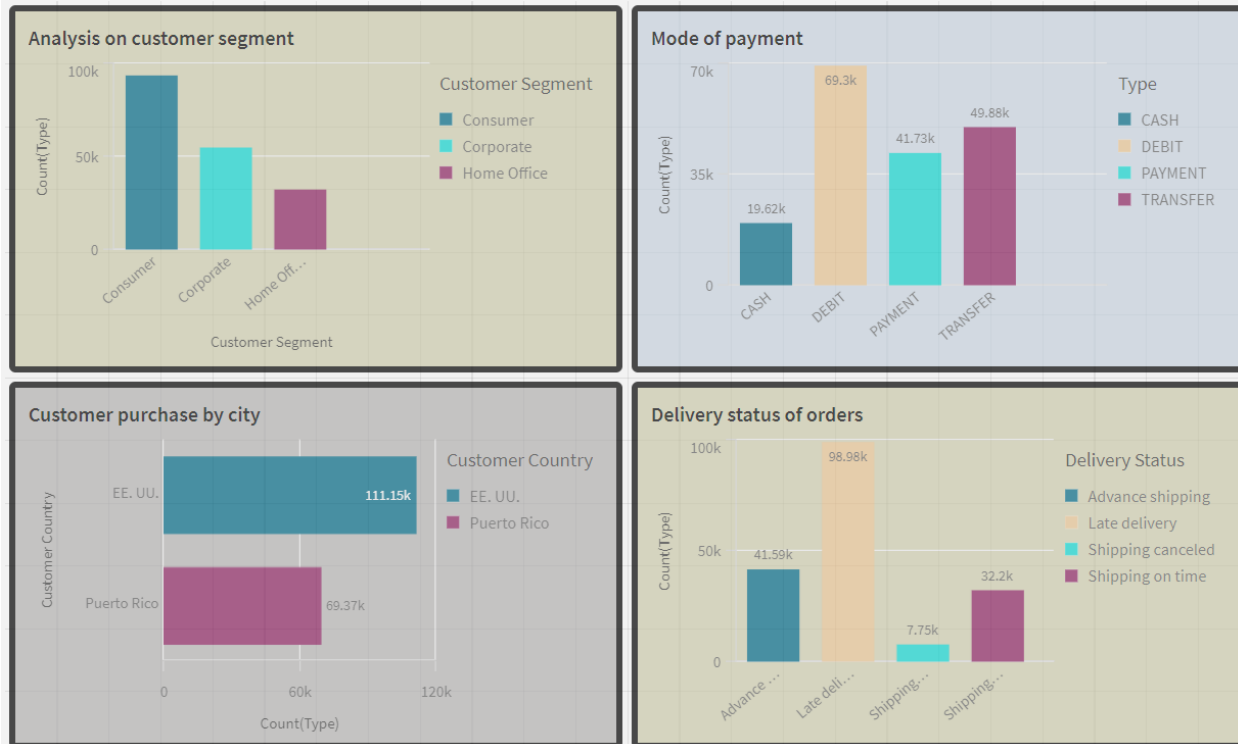 Analysis on customer segment
100k
50k
0
Count(Type)
Consumer
Corporate
Home Off...
Customer Segment
Customer Segment
Consumer
Corporate
Home Office
Mode of payment
70k
35k
0
Count(Type)
19.62k
69.3k
41.73k
49.88k
CASH
DEBIT
PAYMENT
TRANSFER
Type
CASH
DEBIT
PAYMENT
TRANSFER
Customer purchase by city
Customer Country
EE. UU.
111.15k
Puerto Rico
69.37k
0
60k
120k
Count(Type)
Customer Country
EE. UU.
Puerto Rico
Delivery status of orders
100k
50k
0
Count(Type)
41.59k
98.98k
7.75k
32.2k
Advance ...
Late deli...
Shipping...
Shipping...
Delivery Status
Advance shipping
Late delivery
Shipping canceled
Shipping on time